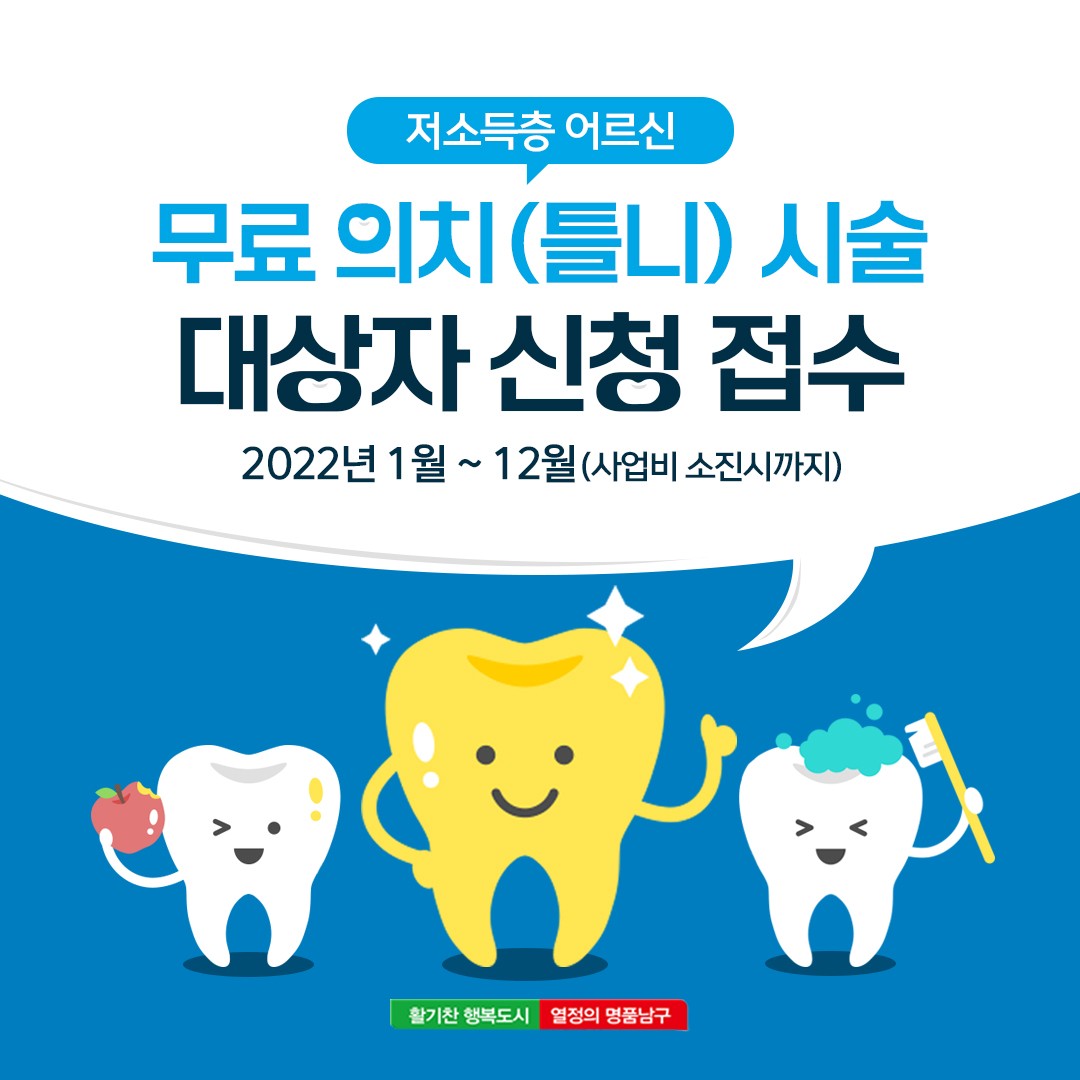 저소득층 어르신
무료 의치(틀니) 시술
대상자 신청 접수
2022년 1월 ~ 12월(사업비 소진시까지)
활기찬 행복도시 열정의 명품남구